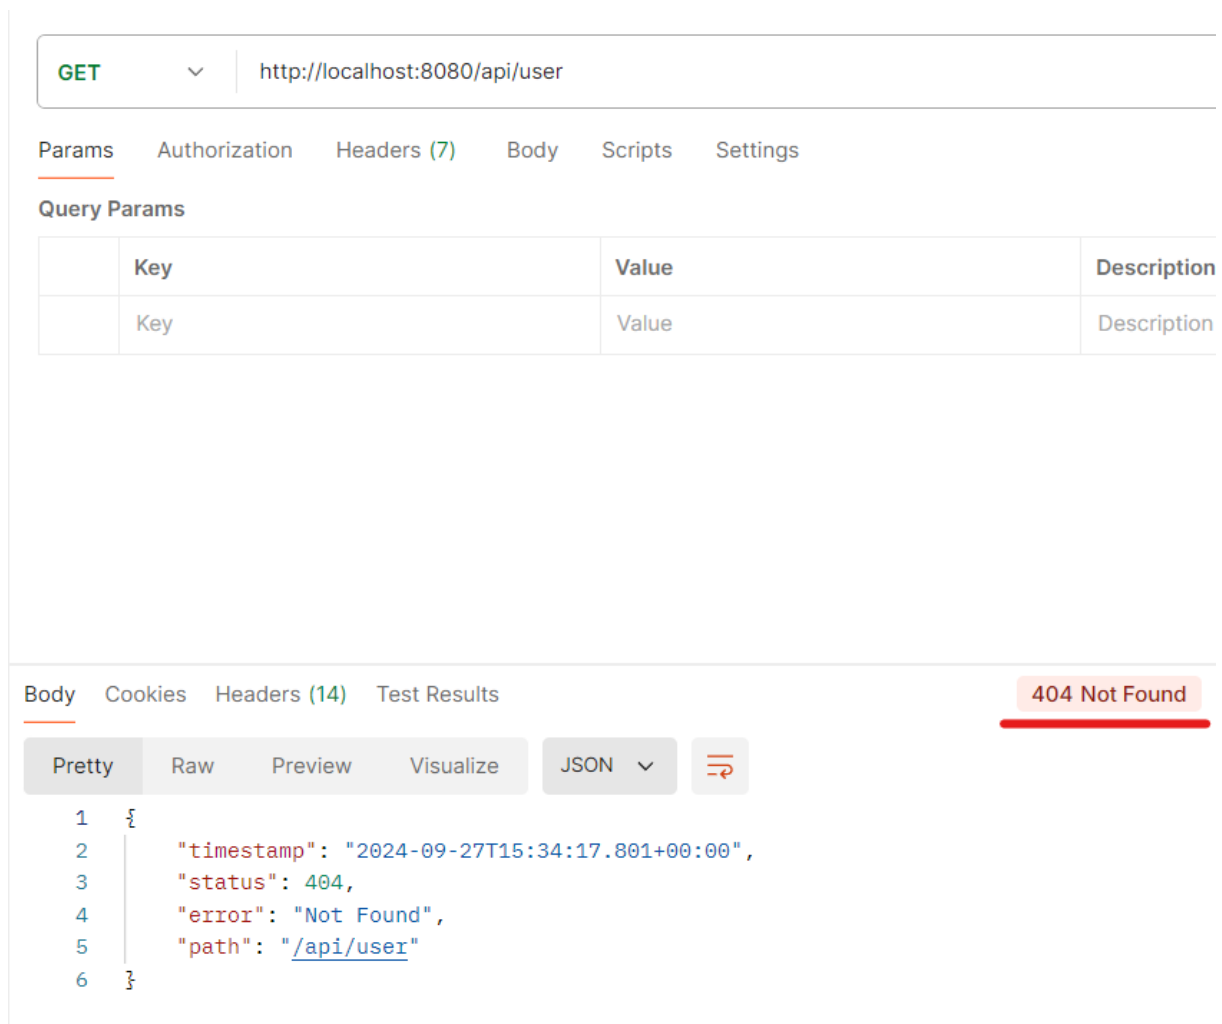 GET http://localhost:8080/api/user
Params Authorization Headers (7) Body Scripts Settings
Query Params
Key Value Description
Key Value Description
Body Cookies Headers (14) Test Results 404 Not Found
Pretty Raw Preview Visualize JSON
1 {
2 "timestamp": "2024-09-27T15:34:17.801+00:00",
3 "status": 404,
4 "error": "Not Found",
5 "path": "/api/user"
6 }